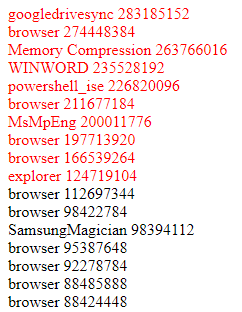 googledrivesync 283185152
browser 274448384
Memory Compression 263766016
WINWORD 235528192
powershell_ise 226820096
browser 211677184
MsMpEng 200011776
browser 197713920
browser 166539264
explorer 124719104
browser 112697344
browser 98422784
SamsungMagician 98394112
browser 95387648
browser 92278784
browser 88485888
browser 88424448